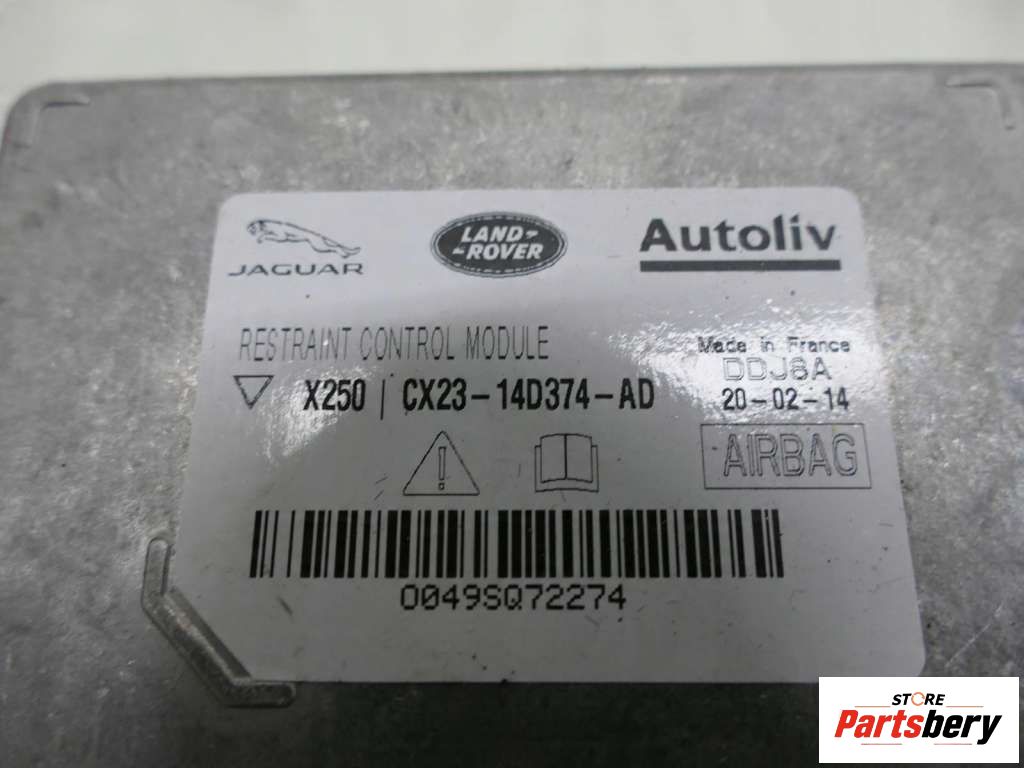 JAGUAR
LAND-
-ROVER
Autoliv
RESTRAINT CONTROL MODULE
Made in France
DDJ8A
X250 | CX23-14D374-AD
20-02-14
AIRBAG
0049SQ72274
STORE
Partsbery